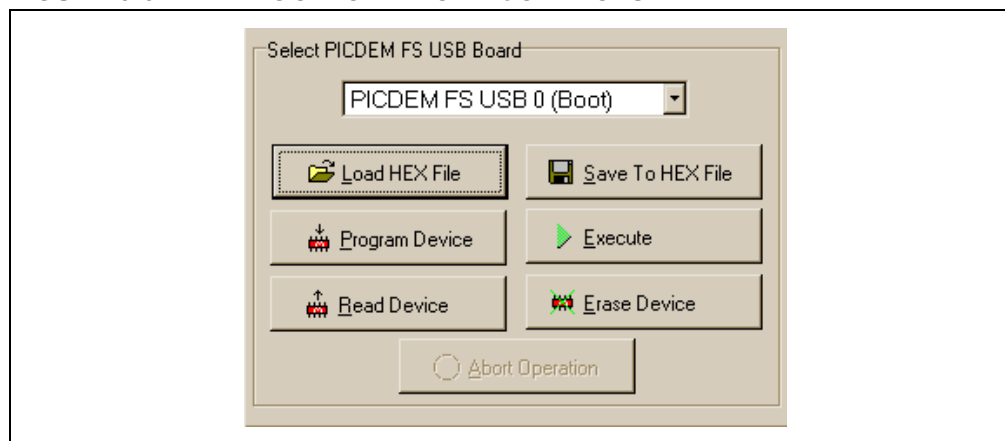 Select PICDEM FS USB Board
PICDEM FS USB 0 (Boot)
Load HEX File
Save To HEX File
Program Device
Execute
Read Device
Erase Device
Abort Operation